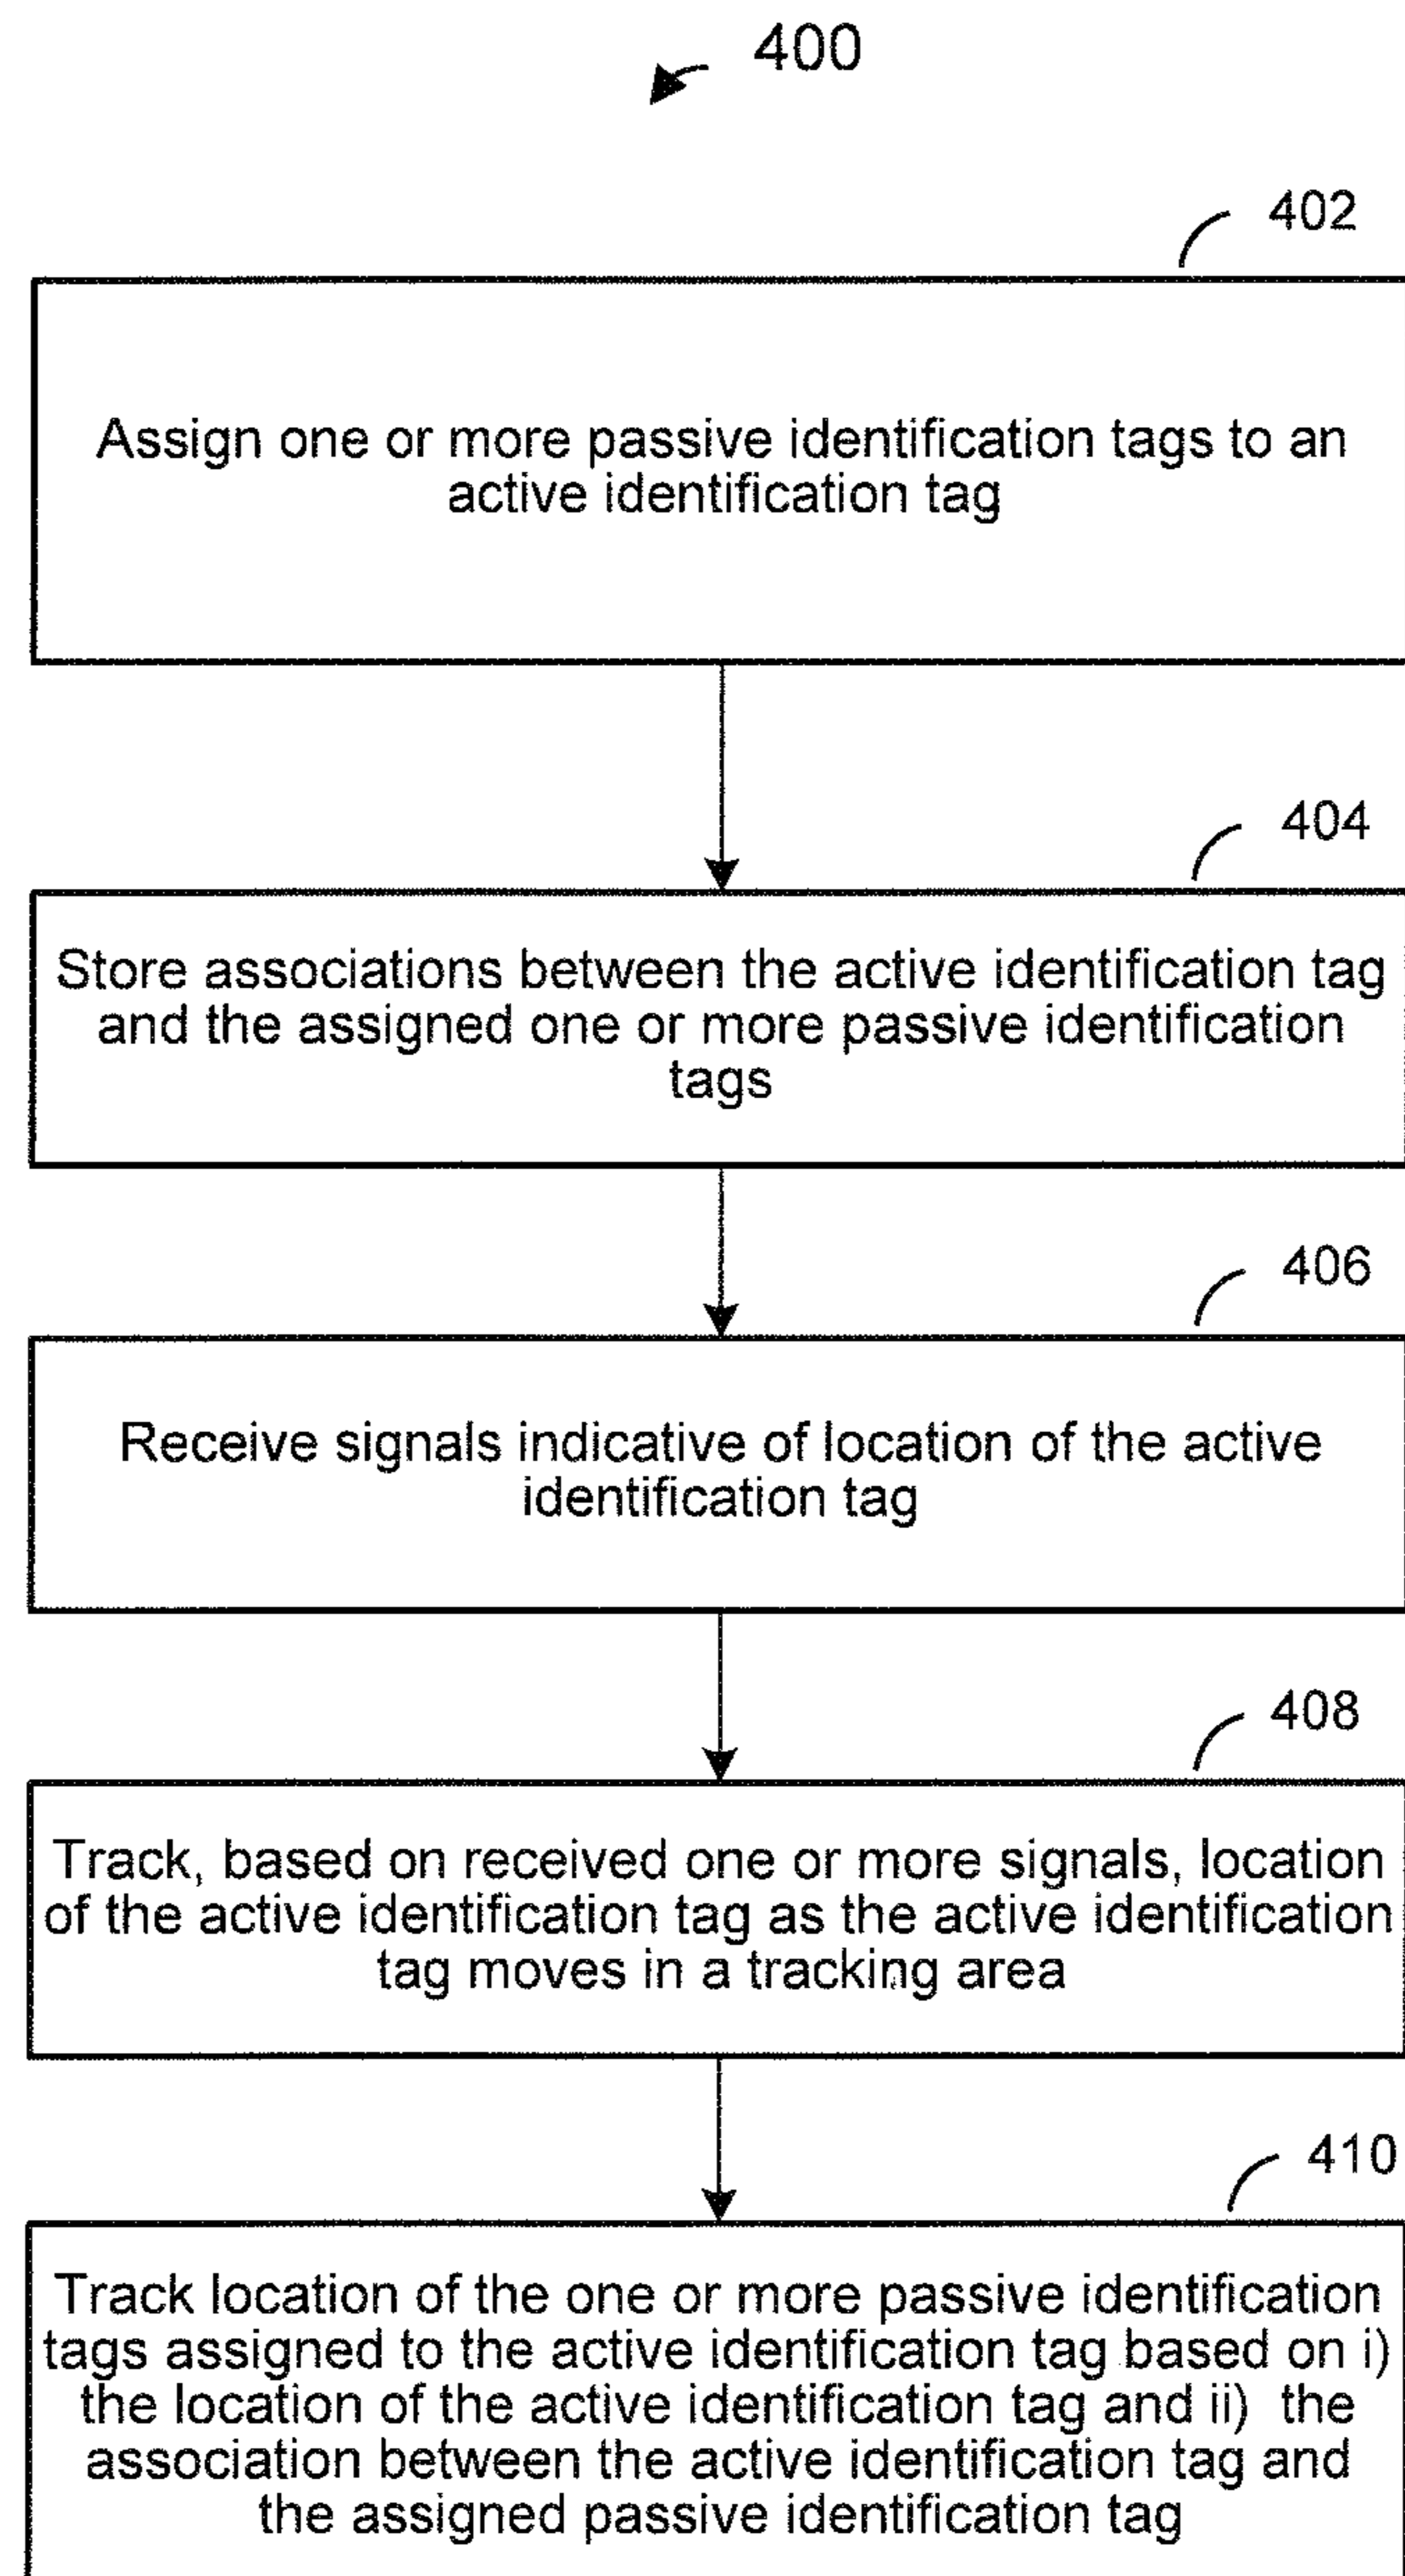 400
402
Assign one or more passive identification tags to an
active identification tag
404
Store associations between the active identification tag
and the assigned one or more passive identification
tags
406
Receive signals indicative of location of the active
identification tag
408
Track, based on received one or more signals, location
of the active identification tag as the active identification
tag moves in a tracking area
410
Track location of the one or more passive identification
tags assigned to the active identification tag based on i)
the location of the active identification tag and ii) the
association between the active identification tag and
the assigned passive identification tag